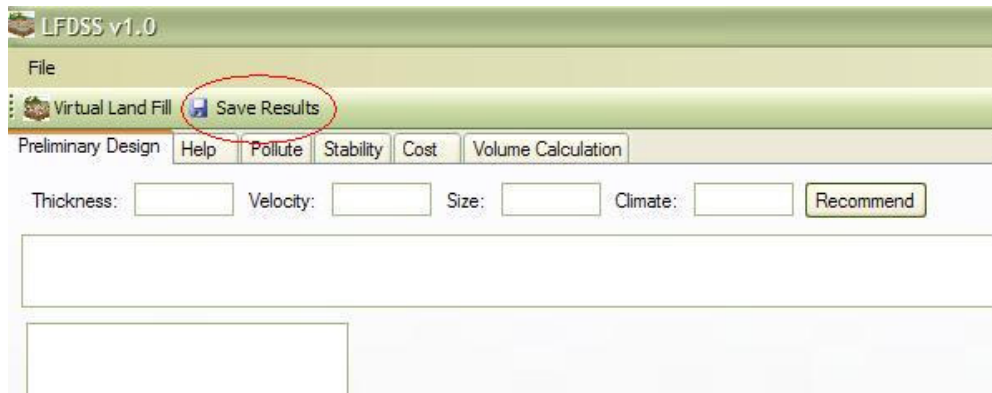 LFDSS v1.0
File
Virtual Land Fill Save Results
Preliminary Design Help Pollute Stability Cost Volume Calculation
Thickness: Velocity: Size: Climate: Recommend